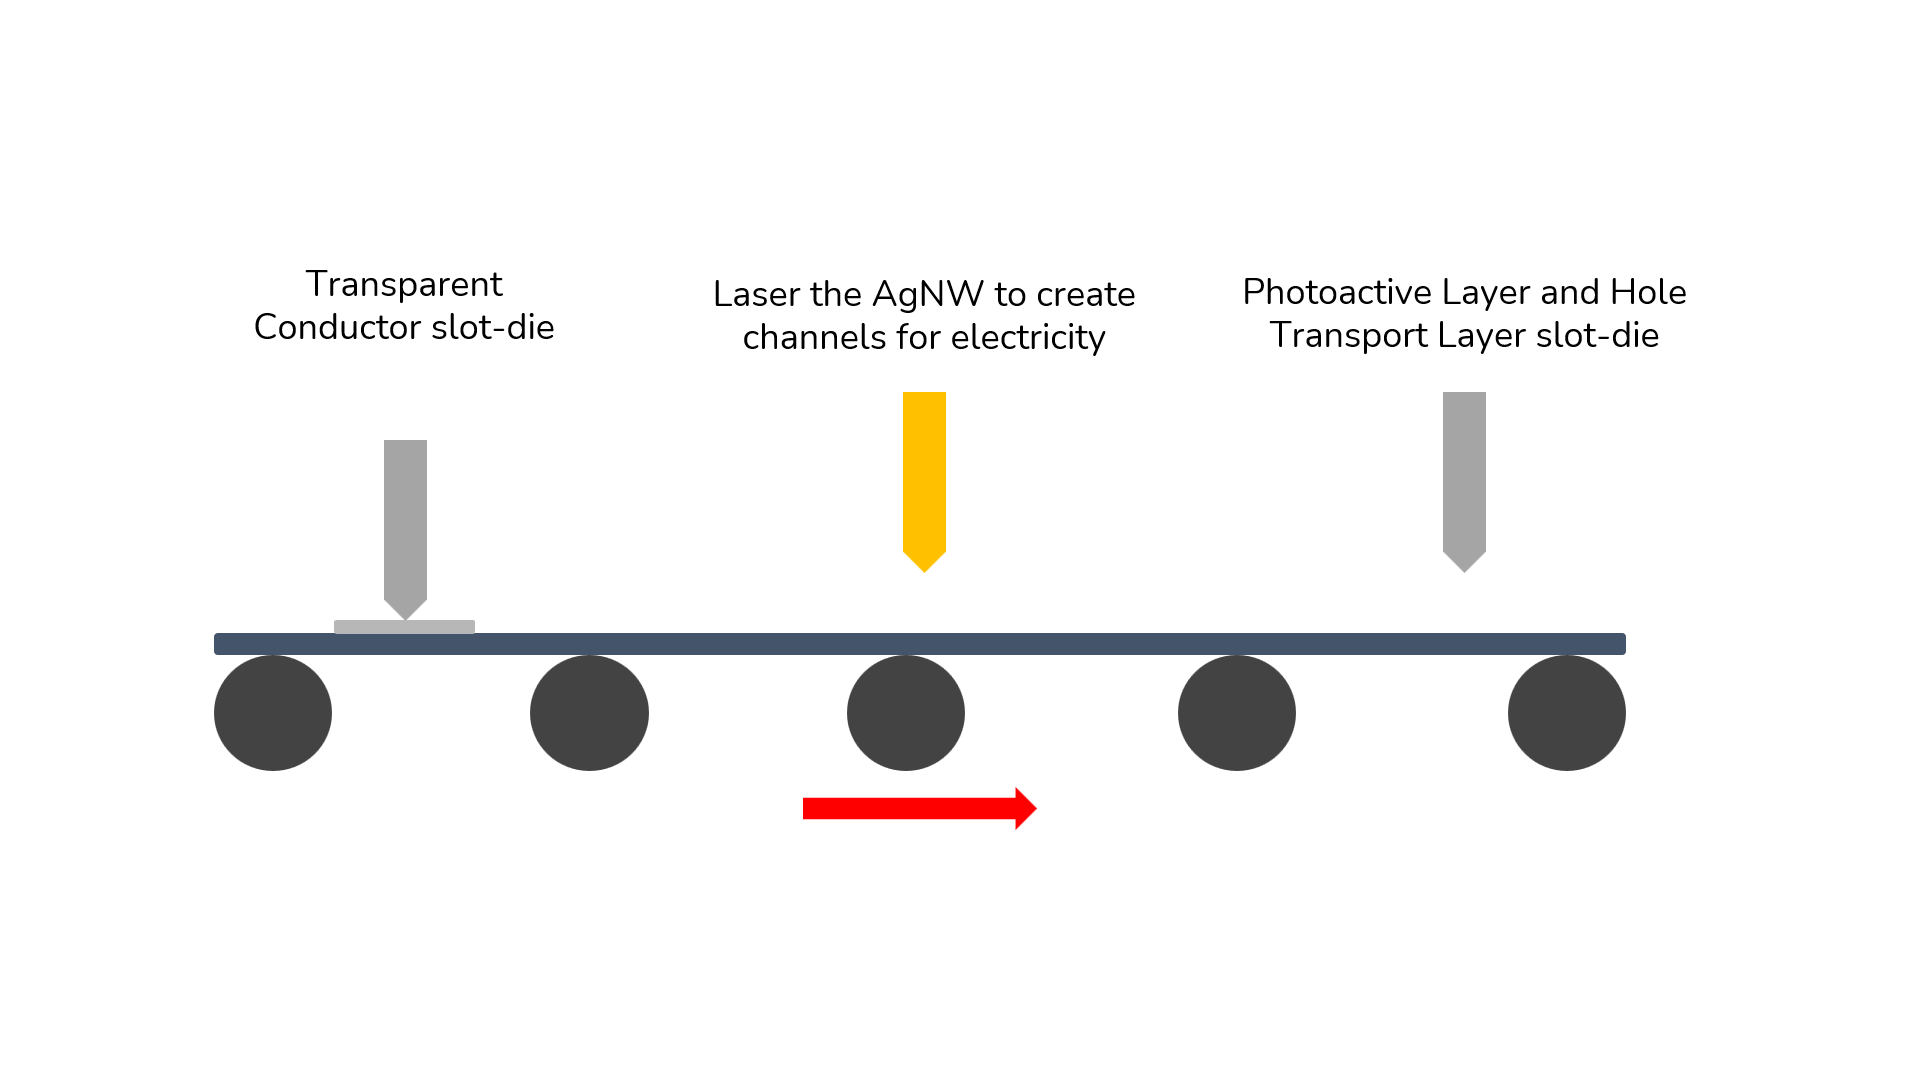 Transparent
Conductor slot-die
Laser the AgNW to create
channels for electricity
Photoactive Layer and Hole
Transport Layer slot-die